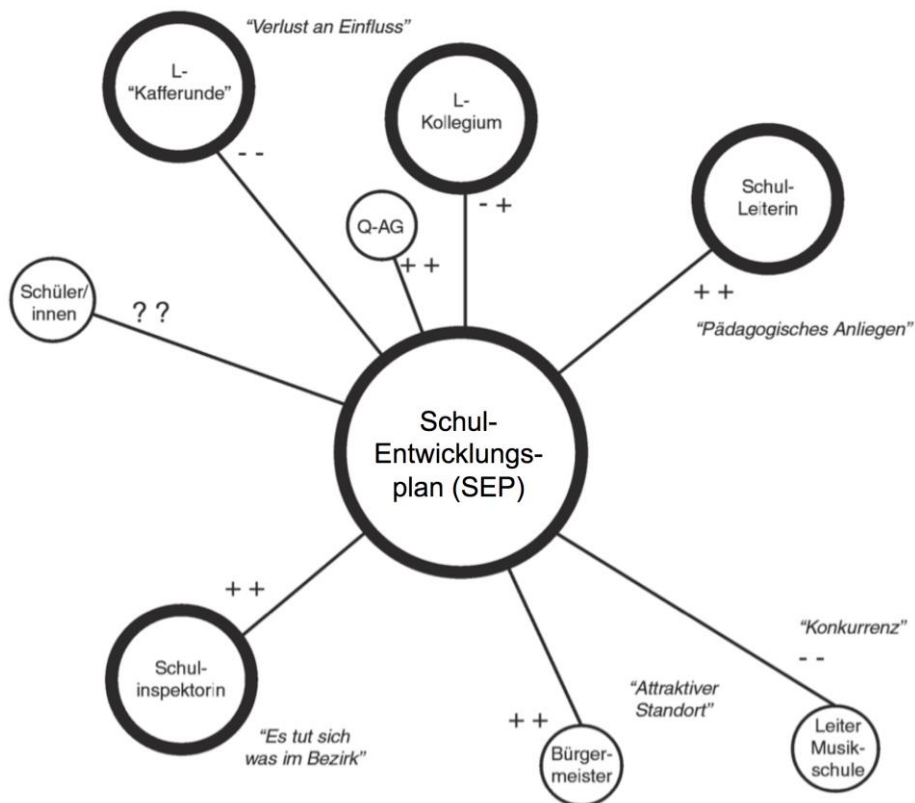 “Verlust an Einfluss”
L-
“Kafferunde”
- -
L-
Kollegium
- +
Q-AG
+ +
Schul-
Leiterin
+ +
“Pädagogisches Anliegen”
Schüler/
innen
? ?
Schul-
Entwicklungs-
plan (SEP)
+ +
Schul-
inspektorin
“Es tut sich
was im Bezirk”
+ +
Bürger-
meister
“Attraktiver
Standort”
“Konkurrenz”
- -
Leiter
Musik-
schule